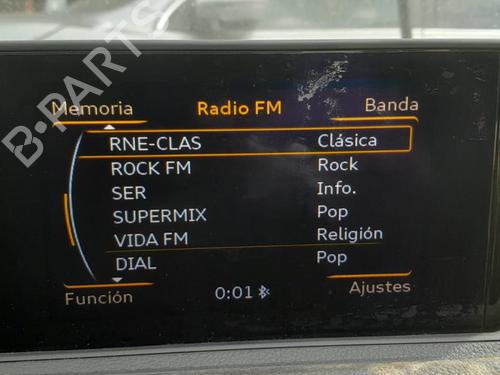 Memoria Radio FM Banda
RNE-CLAS Clásica
ROCK FM Rock
SER Info.
SUPERMIX Pop
VIDA FM Religión
DIAL Pop
Función 0:01 Ajustes
B-PARTS